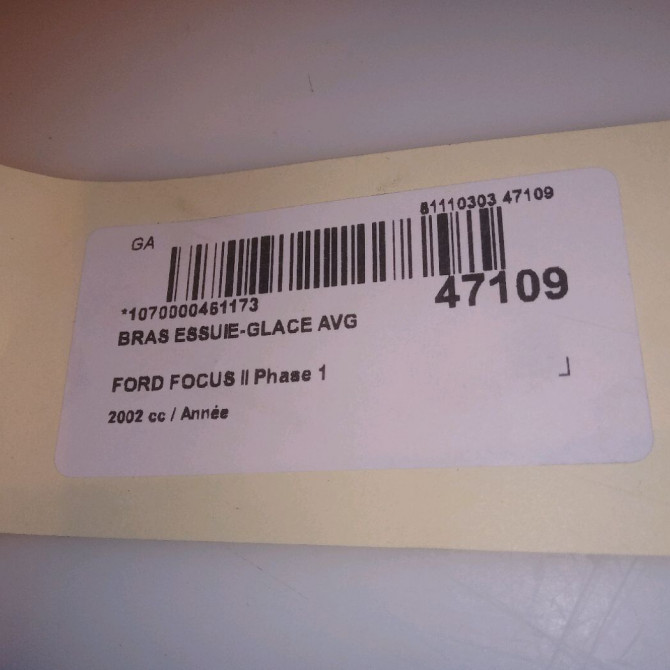 81110303 47109
GA
47109
*1070000461173
BRAS ESSUIE-GLACE AVG
FORD FOCUS II Phase 1
2002 cc / Année